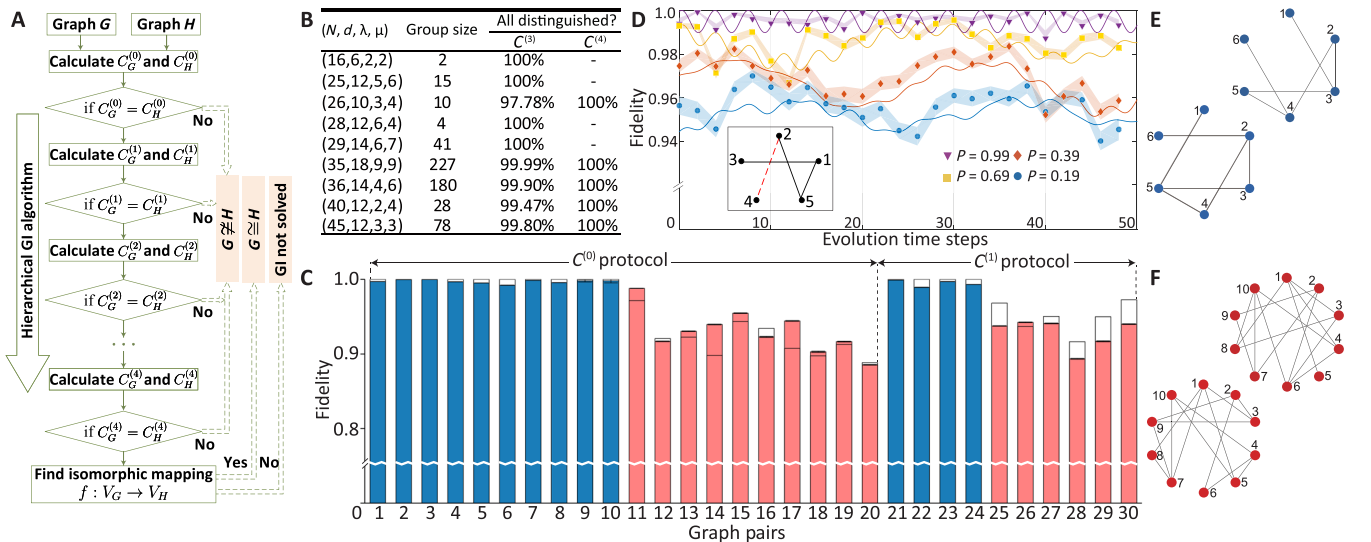 A
Graph G
Graph H
Calculate C_G^(0) and C_H^(0)
if C_G^(0) = C_H^(0)
No
Calculate C_G^(1) and C_H^(1)
if C_G^(1) = C_H^(1)
No
Calculate C_G^(2) and C_H^(2)
if C_G^(2) = C_H^(2)
No
...
Calculate C_G^(4) and C_H^(4)
if C_G^(4) = C_H^(4)
No
Find isomorphic mapping
f : V_G → V_H
Yes
No
Hierarchical GI algorithm
G ≇ H
G ≅ H
GI not solved
B
(N, d, λ, μ) Group size All distinguished?
C^(3) C^(4)
(16,6,2,2) 2 100% -
(25,12,5,6) 15 100% -
(26,10,3,4) 10 97.78% 100%
(28,12,6,4) 4 100% -
(29,14,6,7) 41 100% -
(35,18,9,9) 227 99.99% 100%
(36,14,4,6) 180 99.90% 100%
(40,12,2,4) 28 99.47% 100%
(45,12,3,3) 78 99.80% 100%
C
C^(0) protocol
C^(1) protocol
1.0
0.9
0.8
0
Fidelity
1 2 3 4 5 6 7 8 9 10 11 12 13 14 15 16 17 18 19 20 21 22 23 24 25 26 27 28 29 30
Graph pairs
D
1.0
0.98
0.96
0.94
Fidelity
P = 0.99
P = 0.39
P = 0.69
P = 0.19
2
3
1
4
5
0 10 20 30 40 50
Evolution time steps
E
1
6
2
5
3
4
1
6
2
5
3
4
F
1
10
2
9
3
8
4
7
5
6
1
10
2
9
3
8
4
7
5
6